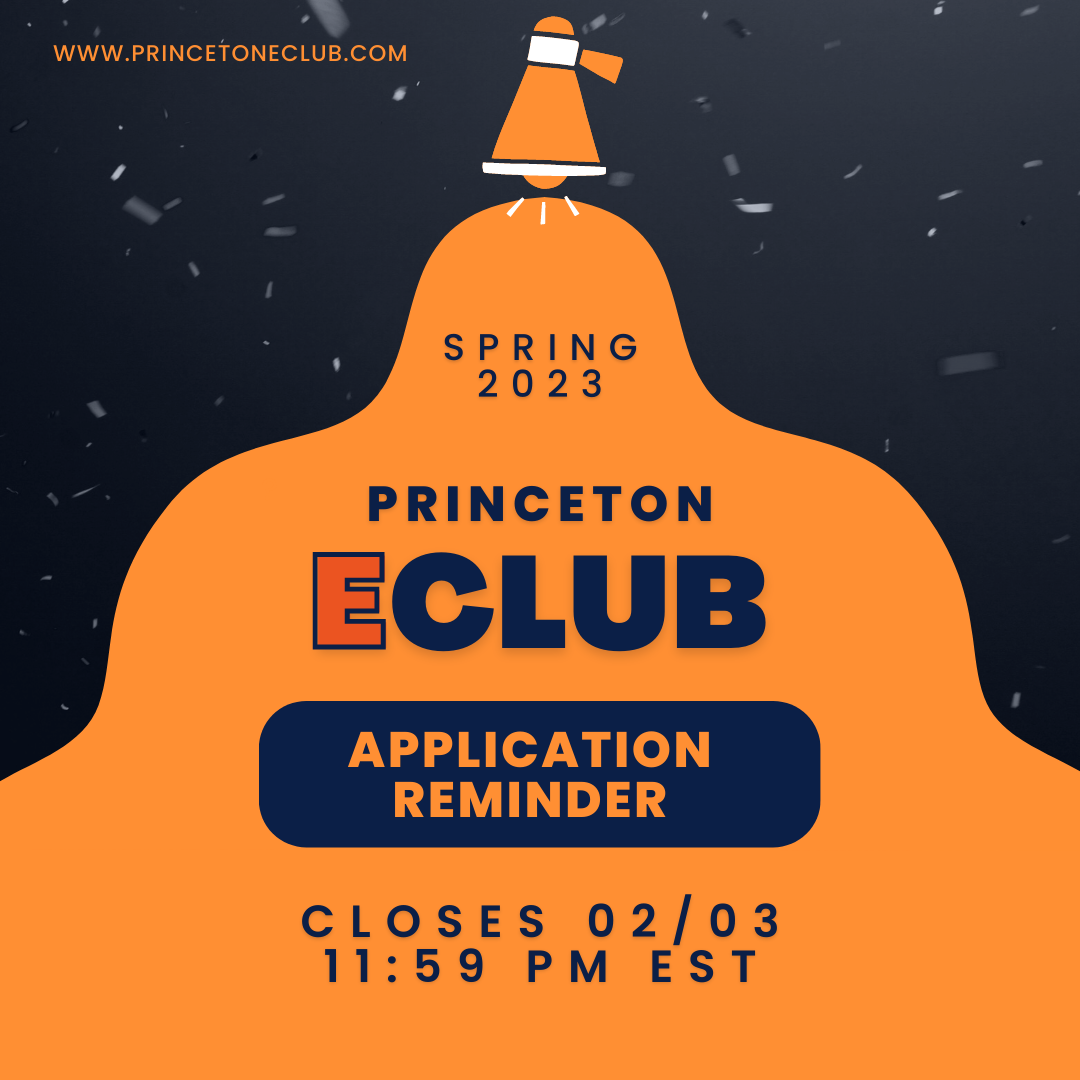 WWW.PRINCETONECLUB.COM
SPRING
2023
PRINCETON
ECLUB
APPLICATION
REMINDER
CLOSES 02/03
11:59 PM EST